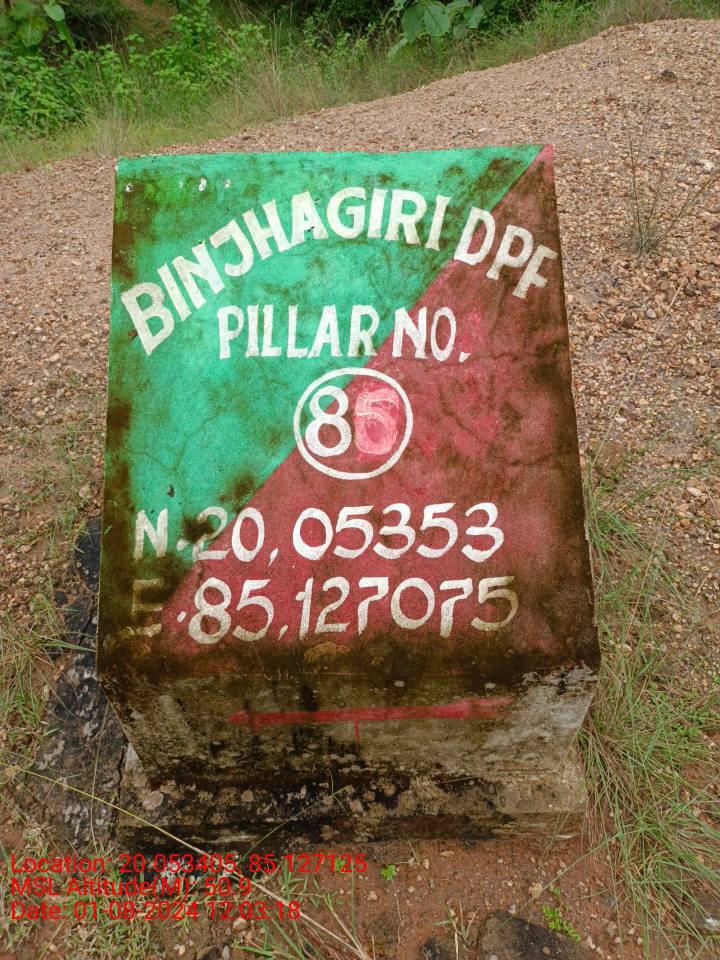 BINJHAGIRI DPF
PILLAR NO.
85
N.20,05353
E.85,127075
Location: 20.053405, 85.127125
MSL Altitude(M): 50.9
Date: 01-08-2024 12:03:18